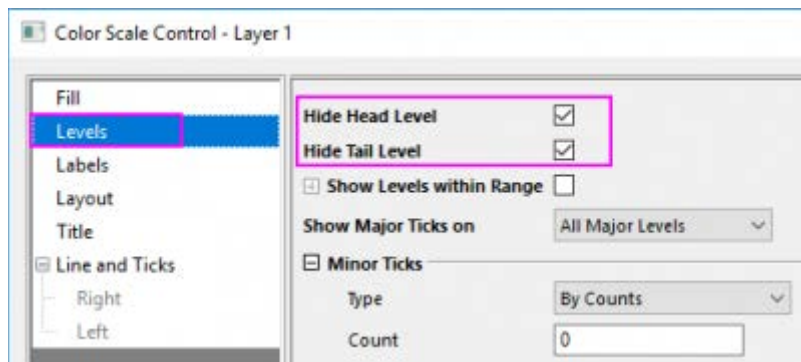 Color Scale Control - Layer 1
Fill
Levels
Labels
Layout
Title
Line and Ticks
Right
Left
Hide Head Level
Hide Tail Level
Show Levels within Range
Show Major Ticks on All Major Levels
Minor Ticks
Type By Counts
Count 0